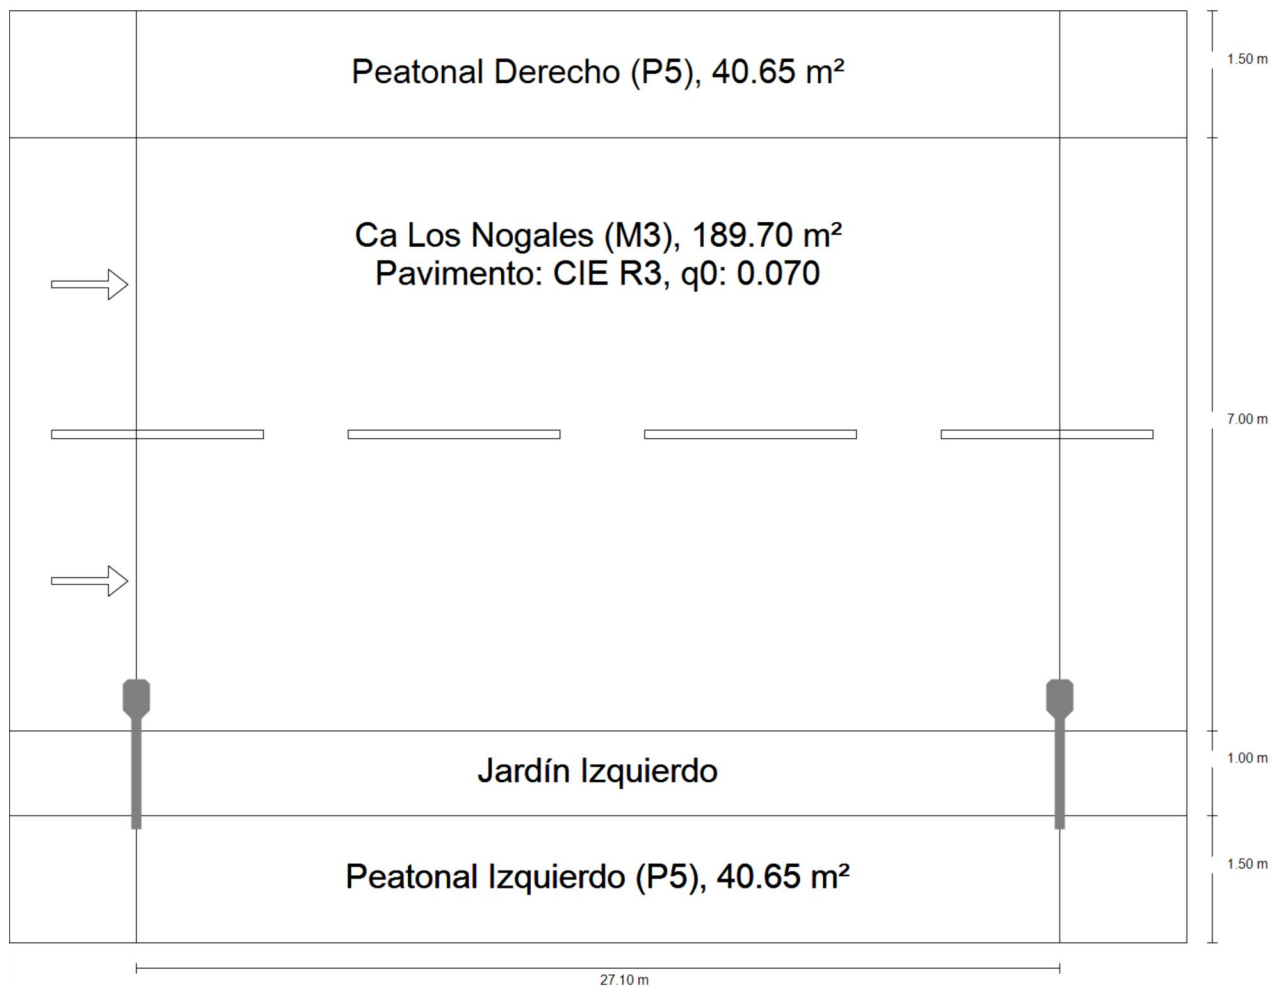 Peatonal Derecho (P5), 40.65 m²
1.50 m
Ca Los Nogales (M3), 189.70 m²
Pavimento: CIE R3, q0: 0.070
7.00 m
Jardín Izquierdo
1.00 m
Peatonal Izquierdo (P5), 40.65 m²
1.50 m
27.10 m